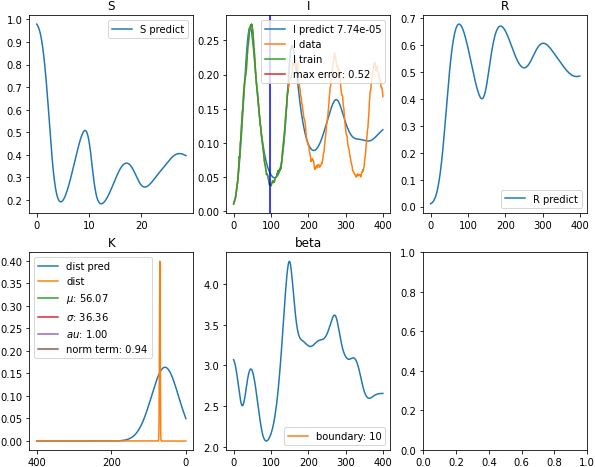 S
I
R
S predict
I predict 7.74e-05
I data
I train
max error: 0.52
R predict
1.0
0.9
0.8
0.7
0.6
0.5
0.4
0.3
0.2
0 10 20
0.25
0.20
0.15
0.10
0.05
0.00
0 100 200 300 400
0.7
0.6
0.5
0.4
0.3
0.2
0.1
0.0
0 100 200 300 400
K
beta
dist pred
dist
μ: 56.07
σ: 36.36
au: 1.00
norm term: 0.94
boundary: 10
0.40
0.35
0.30
0.25
0.20
0.15
0.10
0.05
0.00
400 200 0
4.0
3.5
3.0
2.5
2.0
0 100 200 300 400
1.0
0.8
0.6
0.4
0.2
0.0
0.0 0.2 0.4 0.6 0.8 1.0